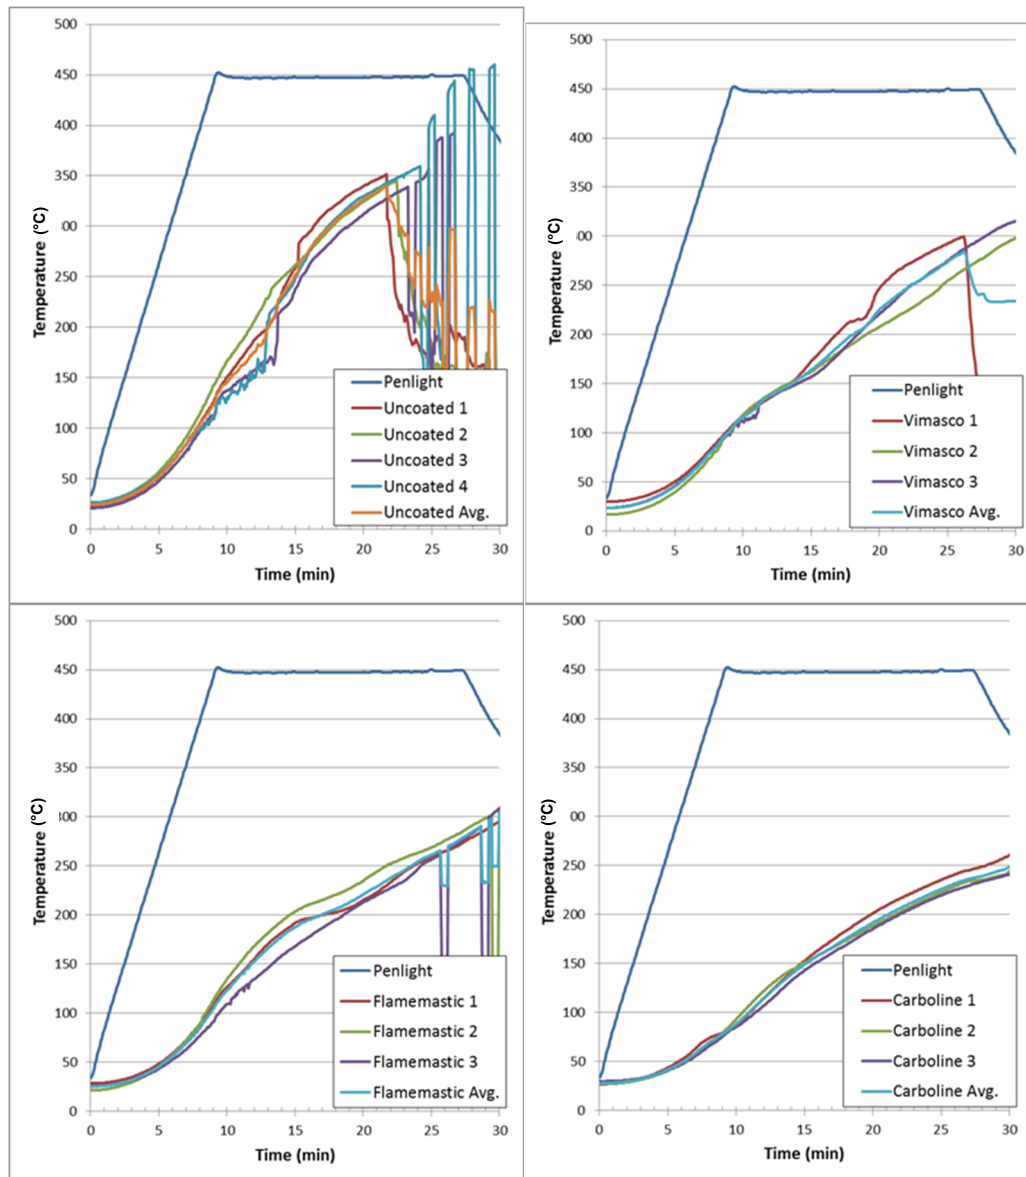 500
450
400
350
00
250
200
150
100
50
0
Temperature (°C)
0 5 10 15 20 25 30
Time (min)
Penlight
Uncoated 1
Uncoated 2
Uncoated 3
Uncoated 4
Uncoated Avg.
500
450
400
350
00
250
200
150
100
50
0
Temperature (°C)
0 5 10 15 20 25 30
Time (min)
Penlight
Vimasco 1
Vimasco 2
Vimasco 3
Vimasco Avg.
500
450
400
350
300
250
200
150
100
50
0
Temperature (°C)
0 5 10 15 20 25 30
Time (min)
Penlight
Flamemastic 1
Flamemastic 2
Flamemastic 3
Flamemastic Avg.
500
450
400
350
00
250
200
150
100
50
0
Temperature (°C)
0 5 10 15 20 25 30
Time (min)
Penlight
Carboline 1
Carboline 2
Carboline 3
Carboline Avg.